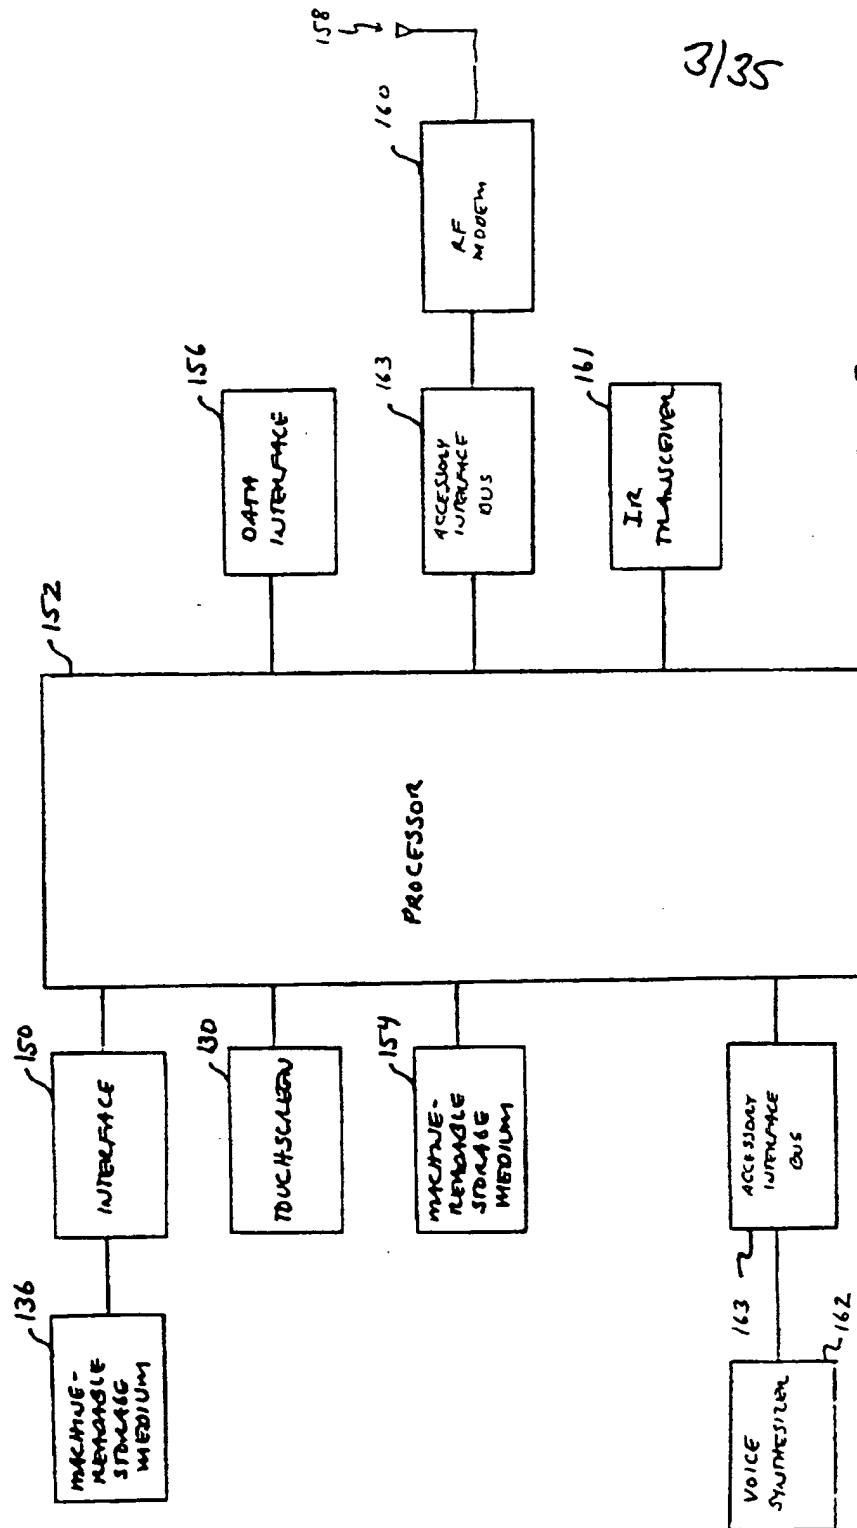 3/35
158
160
RF
MODEM
156
DATA
INTERFACE
163
ACCESSORY
INTERFACE
BUS
161
IR
TRANSCEIVER
152
PROCESSOR
150
INTERFACE
130
TOUCHSCREEN
154
MACHINE-
READABLE
STORAGE
MEDIUM
ACCESSORY
INTERFACE
BUS
163
136
MACHINE-
READABLE
STORAGE
MEDIUM
162
VOICE
SYNTHESIZER